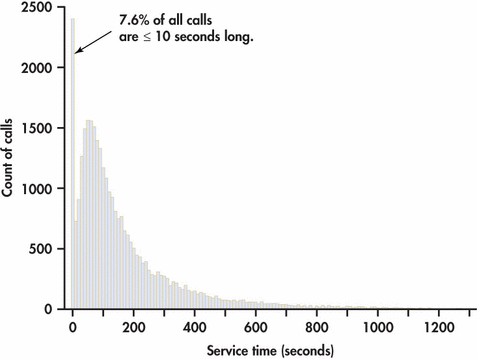 2500
7.6% of all calls
are ≤ 10 seconds long.
2000
1500
1000
500
0
Count of calls
0 200 400 600 800 1000 1200
Service time (seconds)